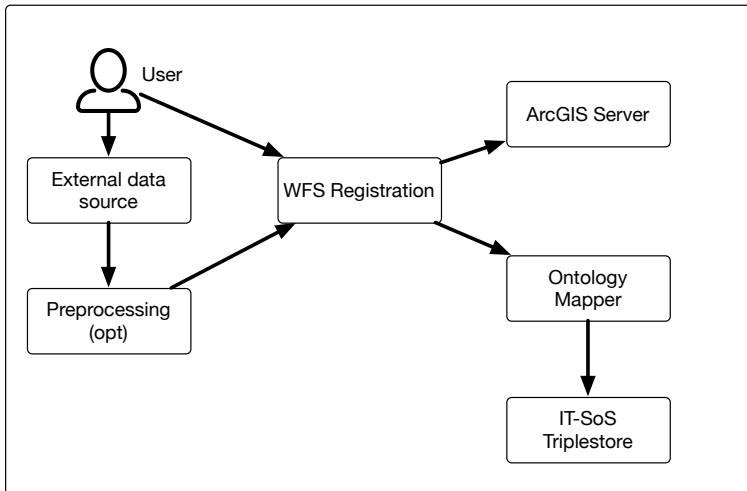 User
External data
source
Preprocessing
(opt)
WFS Registration
ArcGIS Server
Ontology
Mapper
IT-SoS
Triplestore